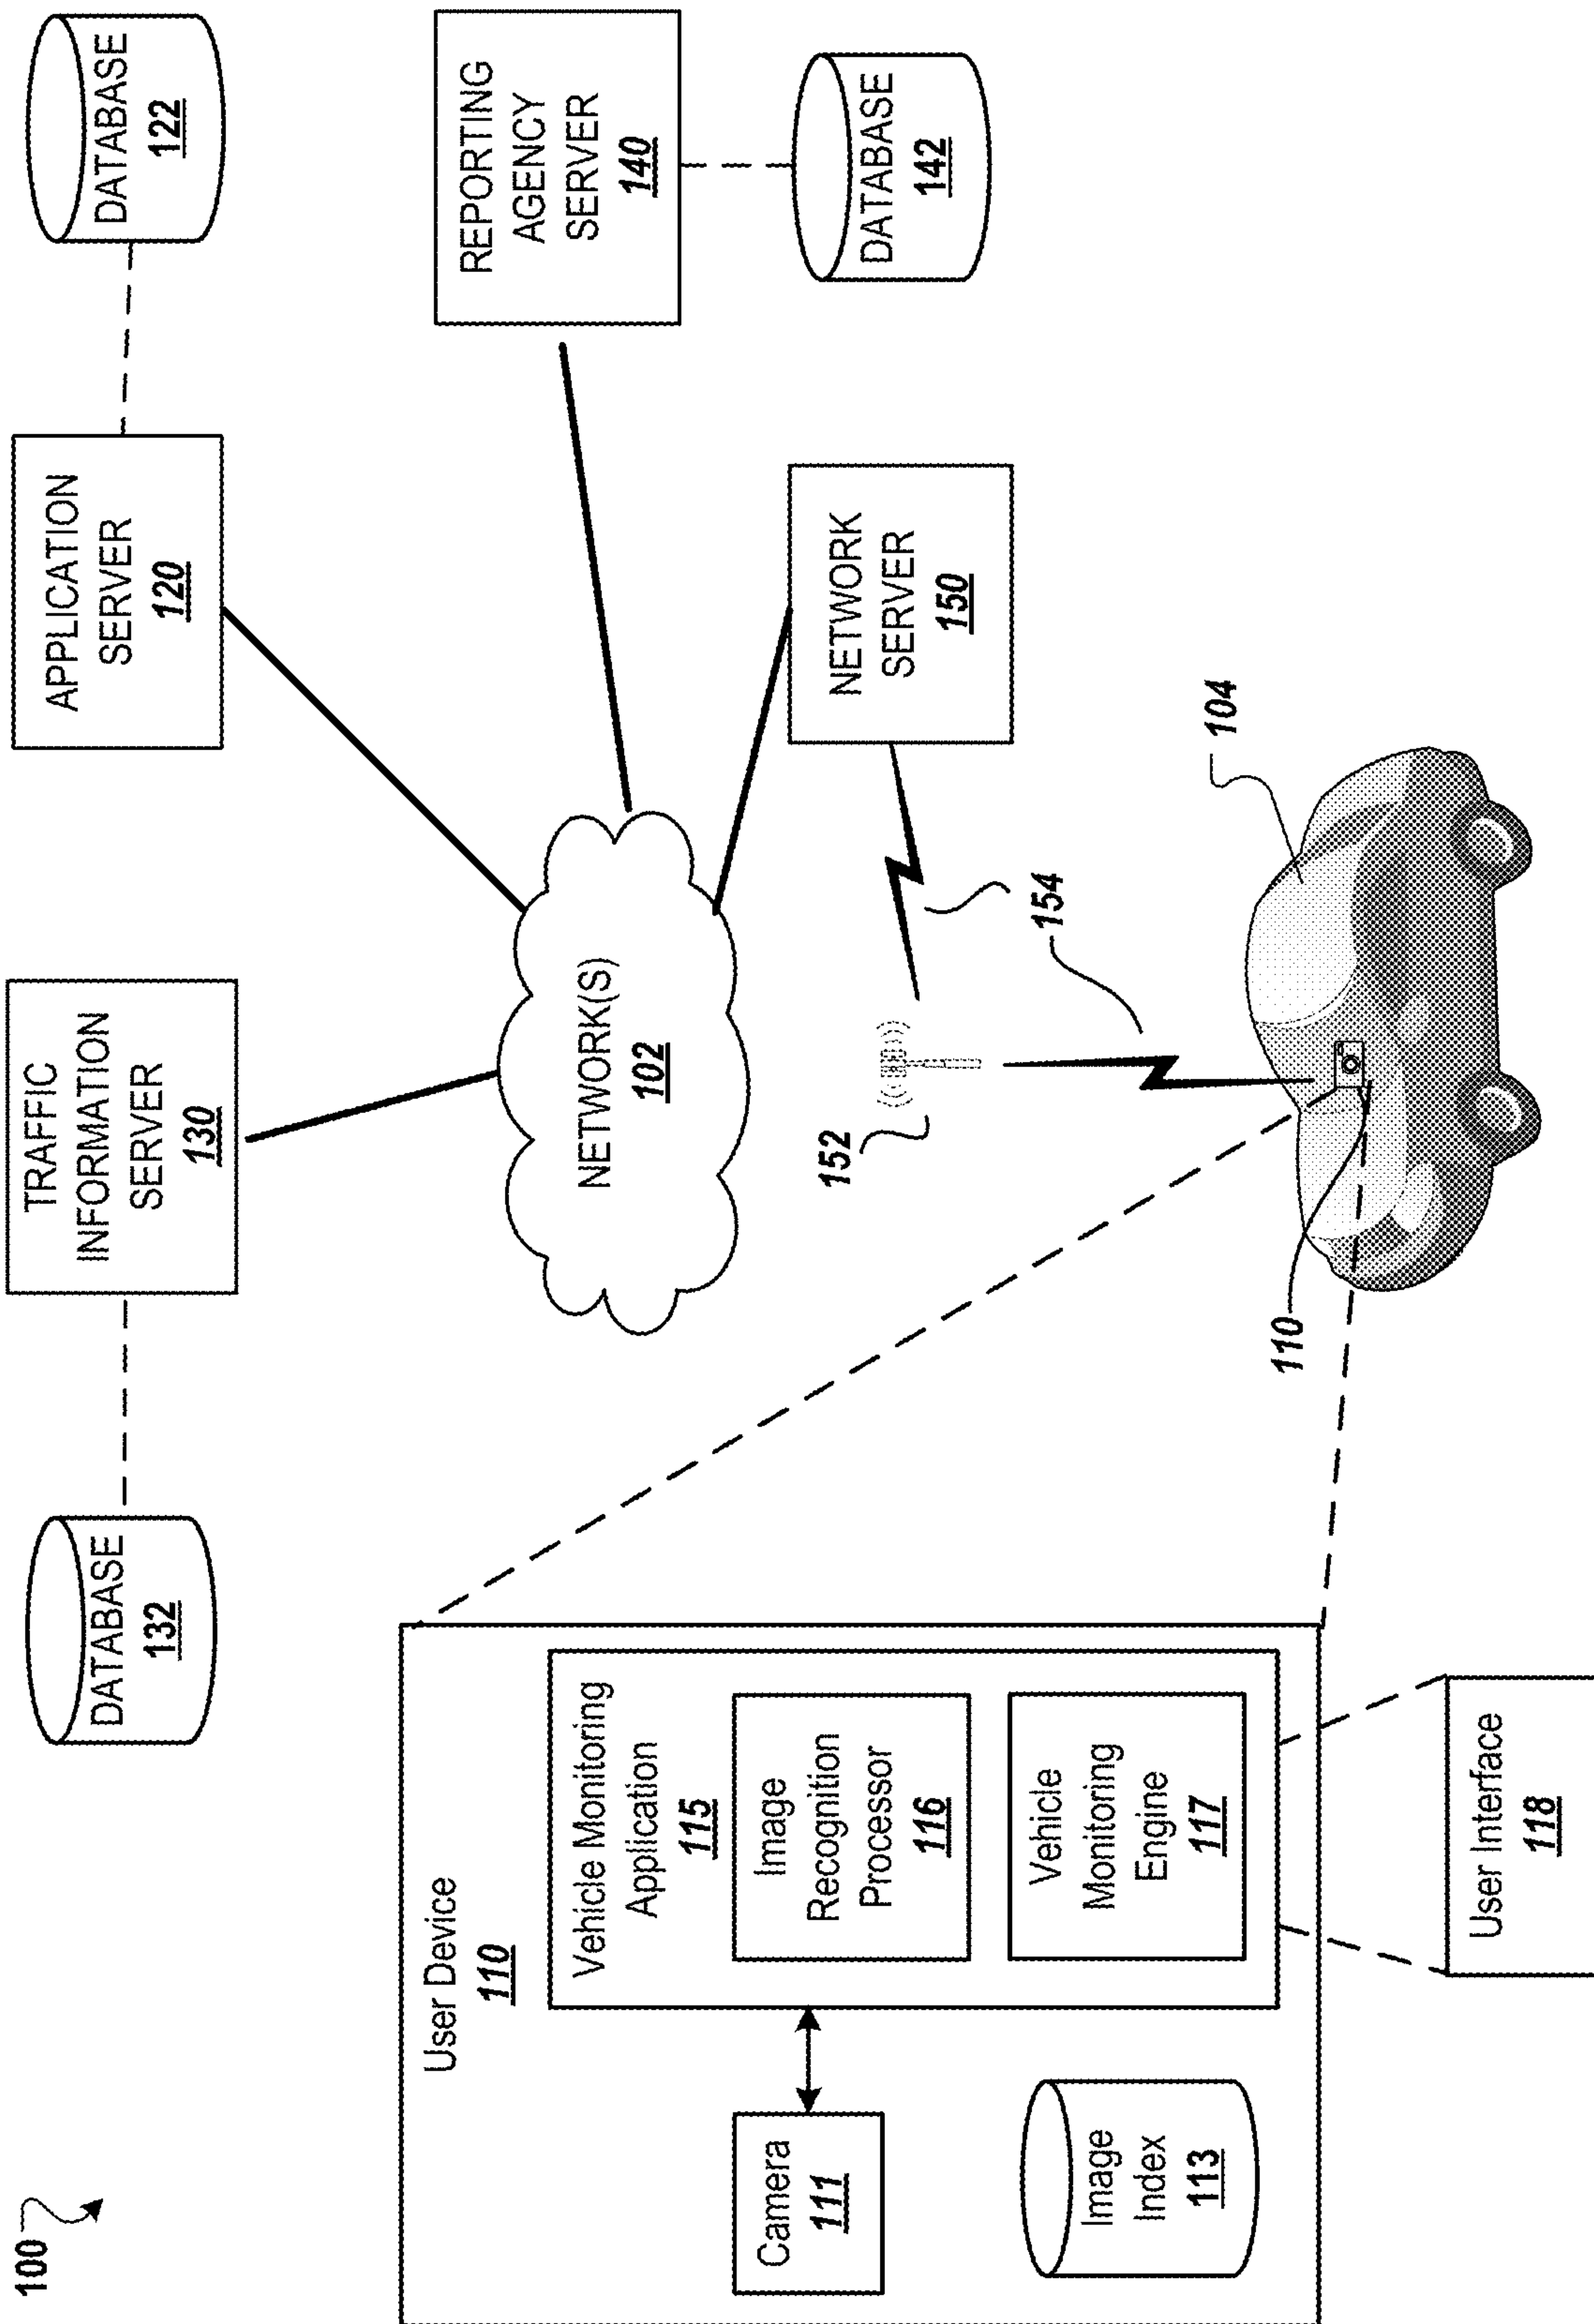 100
DATABASE
132
TRAFFIC
INFORMATION
SERVER
130
APPLICATION
SERVER
120
DATABASE
122
NETWORK(S)
102
REPORTING
AGENCY
SERVER
140
DATABASE
142
NETWORK
SERVER
150
152
154
104
110
User Device
110
Camera
111
Image
Index
113
Vehicle Monitoring
Application
115
Image
Recognition
Processor
116
Vehicle
Monitoring
Engine
117
User Interface
118